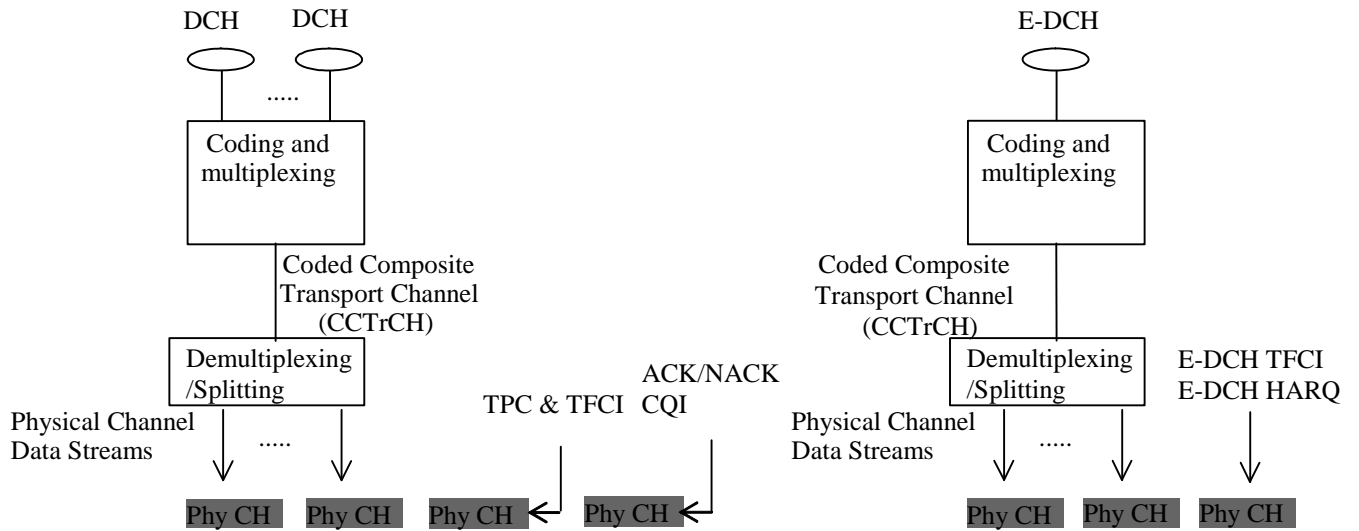 DCH
DCH
.....
Coding and
multiplexing
Coded Composite
Transport Channel
(CCTrCH)
Demultiplexing
/Splitting
Physical Channel
Data Streams
.....
TPC & TFCI
ACK/NACK
CQI
Phy CH
Phy CH
Phy CH
Phy CH
E-DCH
Coding and
multiplexing
Coded Composite
Transport Channel
(CCTrCH)
Demultiplexing
/Splitting
Physical Channel
Data Streams
.....
E-DCH TFCI
E-DCH HARQ
Phy CH
Phy CH
Phy CH